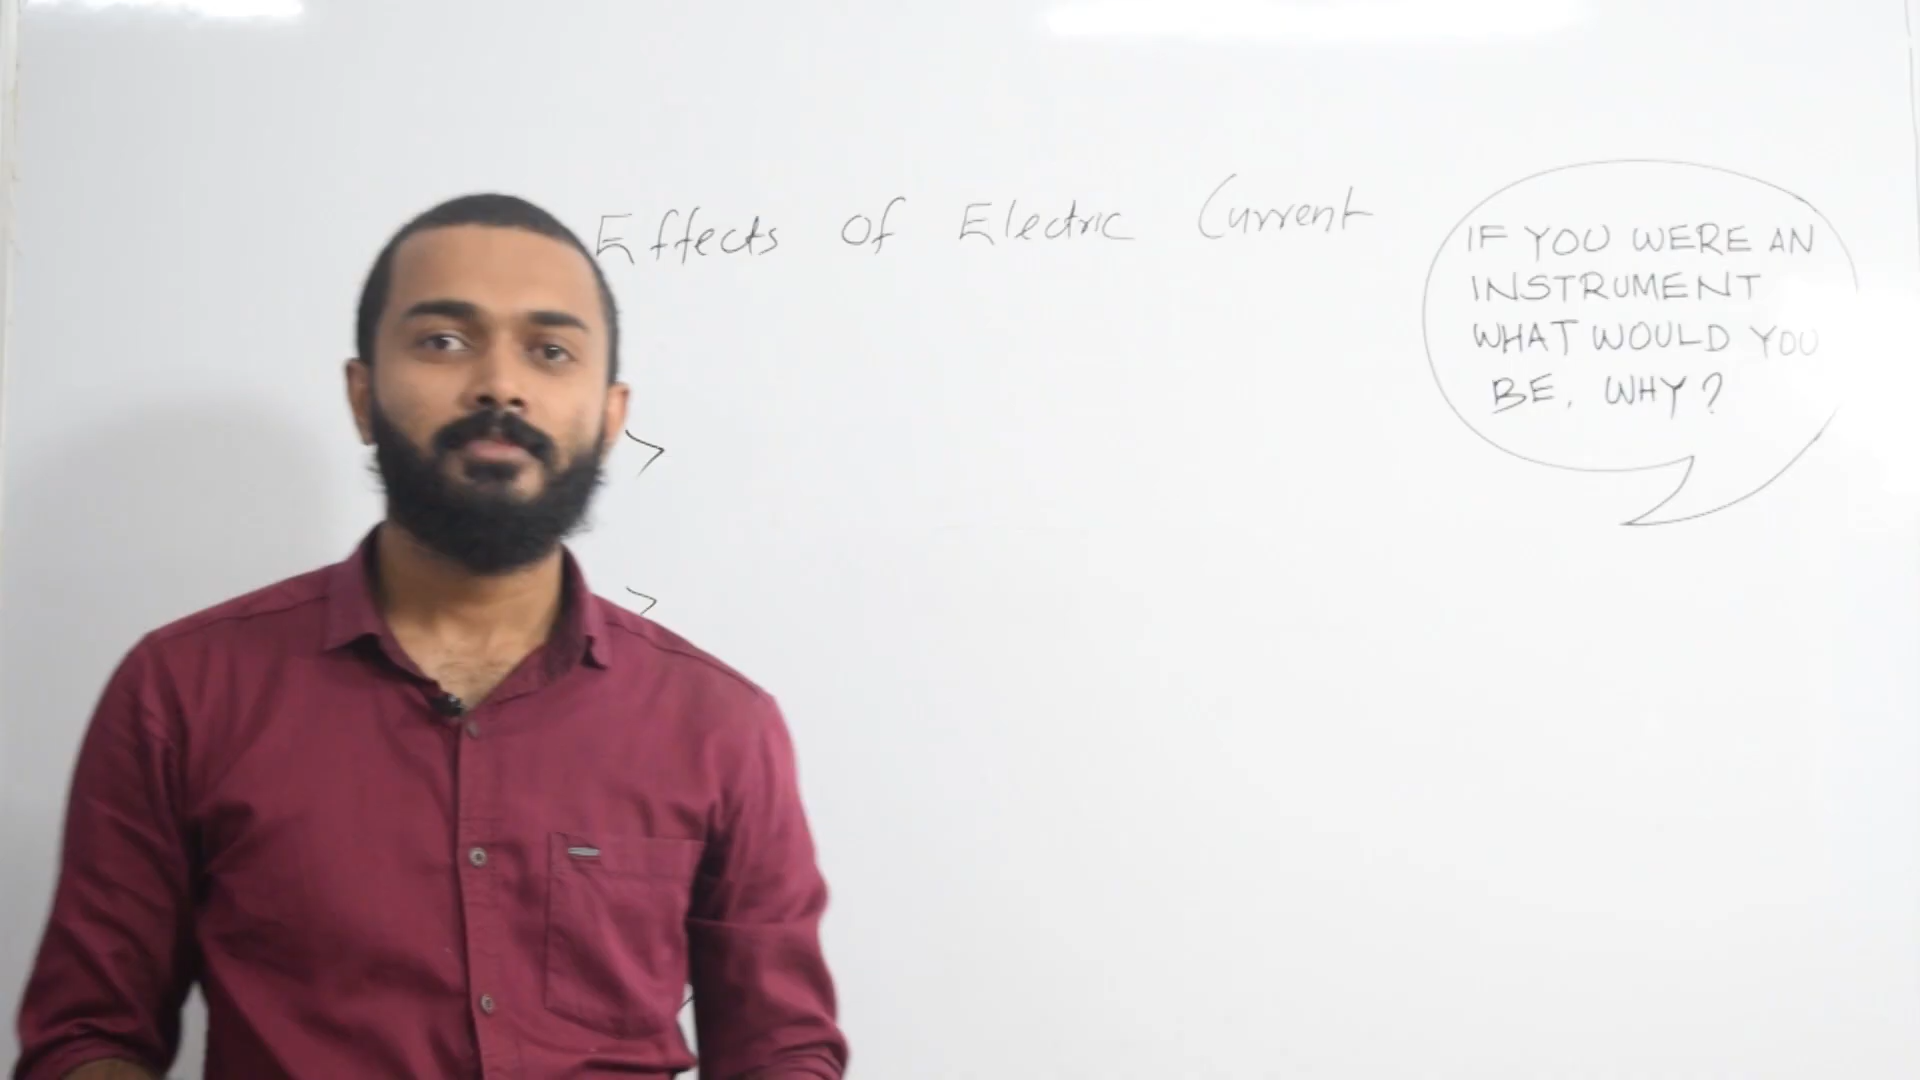 Effects Of Electric Current
IF YOU WERE AN
INSTRUMENT
WHAT WOULD YOU
BE, WHY?
>
>